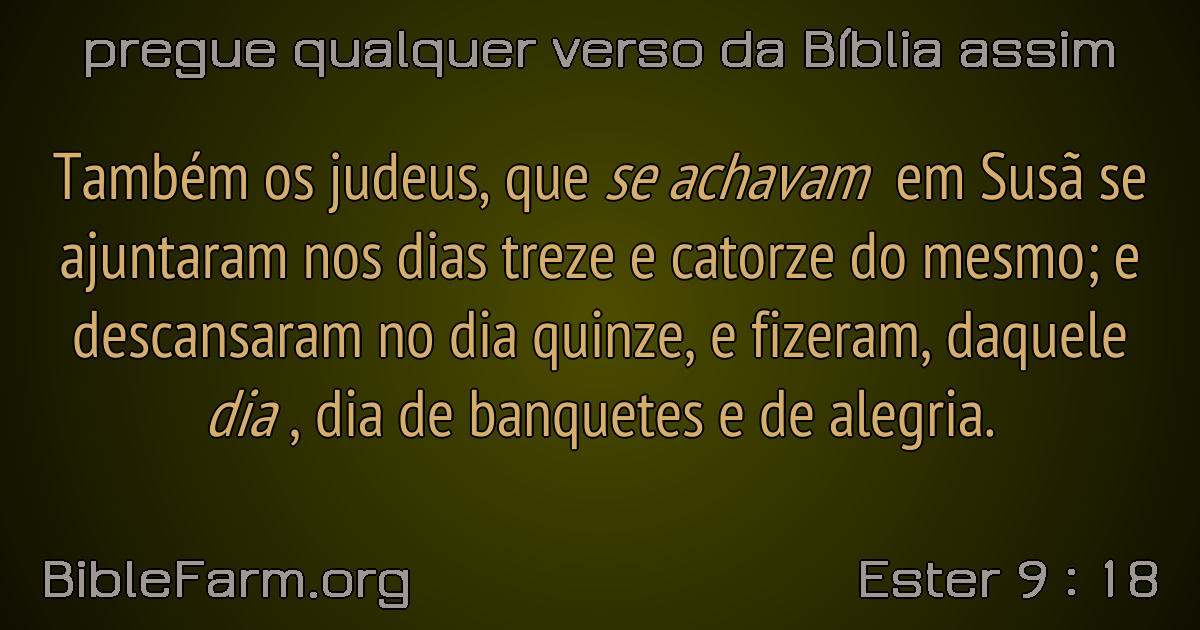 pregue qualquer verso da Bíblia assim
Também os judeus, que se achavam em Susã se
ajuntaram nos dias treze e catorze do mesmo; e
descansaram no dia quinze, e fizeram, daquele
dia , dia de banquetes e de alegria.
BibleFarm.org
Ester 9 : 18